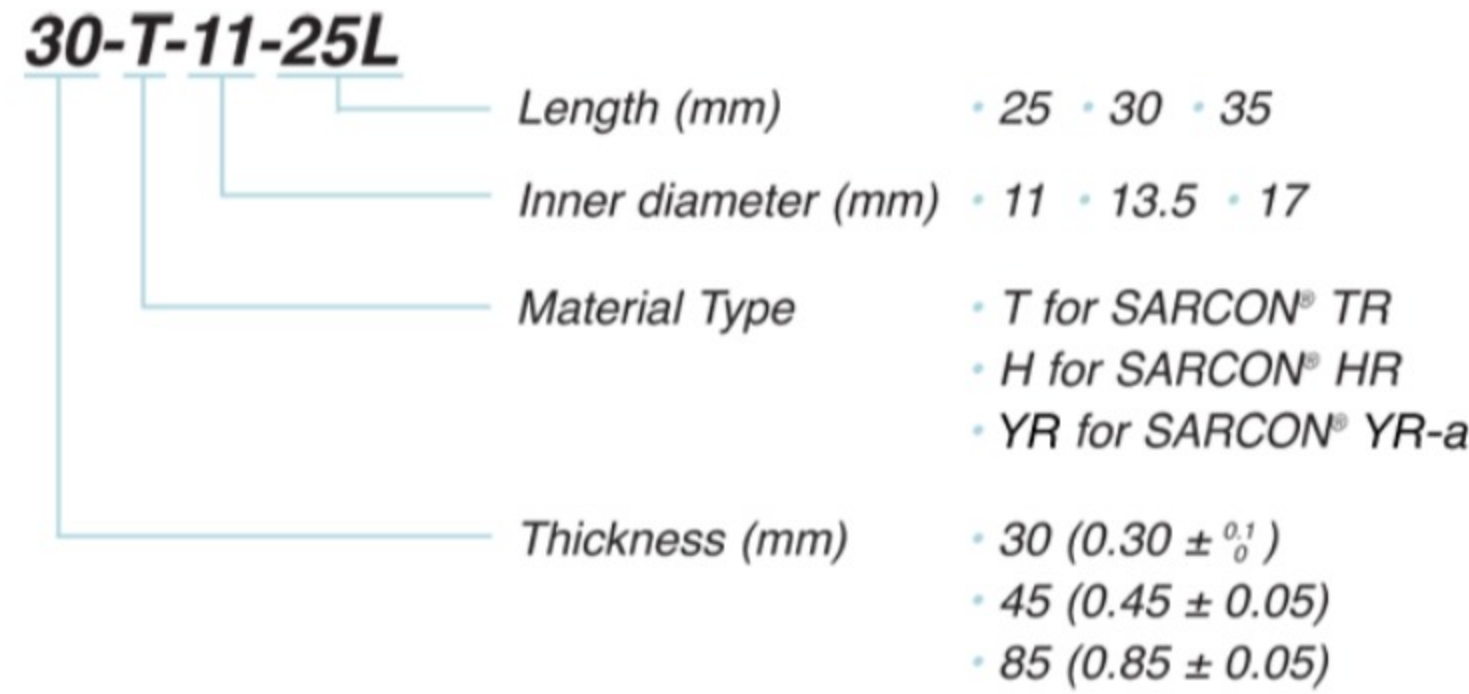 30-T-11-25L
Length (mm) · 25 · 30 · 35
Inner diameter (mm) · 11 · 13.5 · 17
Material Type · T for SARCON® TR
· H for SARCON® HR
· YR for SARCON® YR-a
Thickness (mm) · 30 (0.30 ± 0.1 0)
· 45 (0.45 ± 0.05)
· 85 (0.85 ± 0.05)